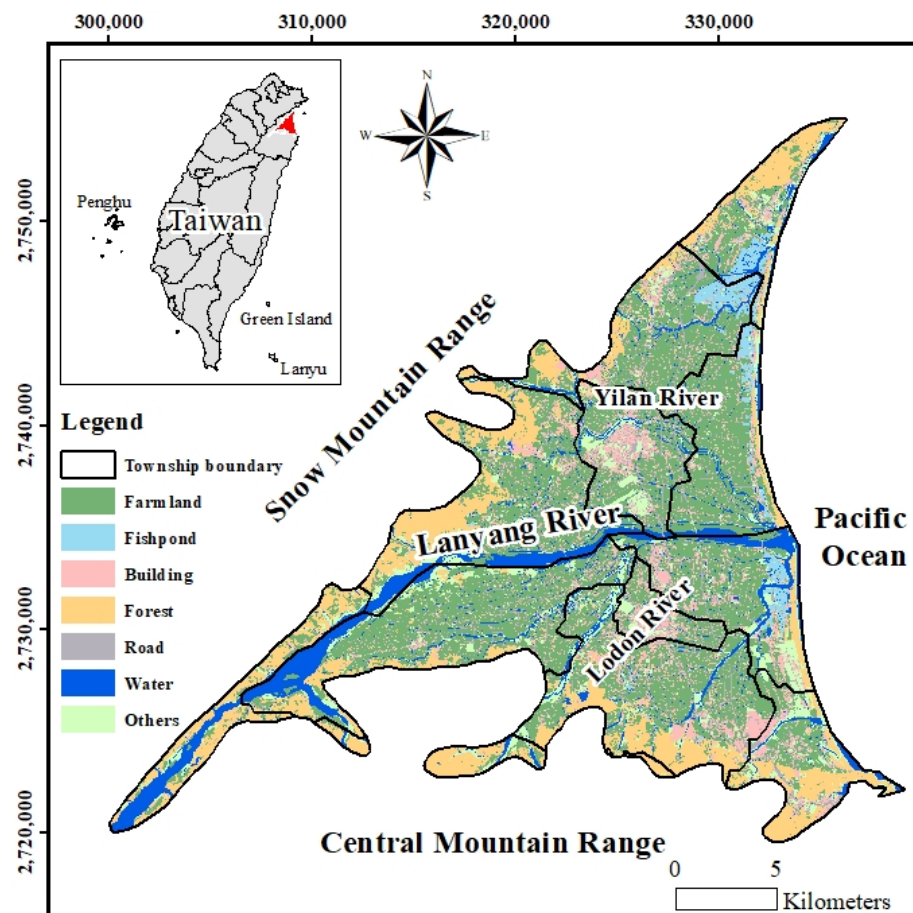 300,000 310,000 320,000 330,000
N
W E
S
Penghu
Taiwan
Green Island
Lanyu
2,750,000
2,740,000
2,730,000
2,720,000
Snow Mountain Range
Yilan River
Lanyang River
Lodon River
Pacific
Ocean
Legend
Township boundary
Farmland
Fishpond
Building
Forest
Road
Water
Others
Central Mountain Range
0 5
Kilometers